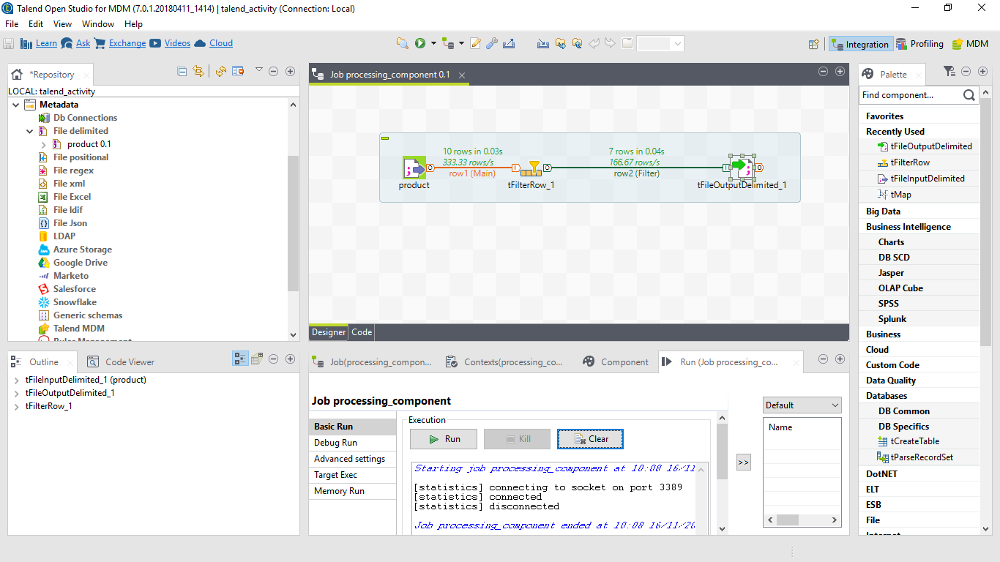 Talend Open Studio for MDM (7.0.1.20180411_1414) | talend_activity (Connection: Local)
File Edit View Window Help
Learn Ask Exchange Videos Cloud
Integration Profiling MDM
*Repository
LOCAL: talend_activity
Metadata
Db Connections
File delimited
product 0.1
File positional
File regex
File xml
File Excel
File ldif
File Json
LDAP
Azure Storage
Google Drive
Marketo
Salesforce
Snowflake
Generic schemas
Talend MDM
Rules Management
Job processing_component 0.1
10 rows in 0.03s
333.33 rows/s
row1 (Main)
7 rows in 0.04s
166.67 rows/s
row2 (Filter)
product
tFilterRow_1
tFileOutputDelimited_1
Designer Code
Palette
Find component...
Favorites
Recently Used
tFileOutputDelimited
tFilterRow
tFileInputDelimited
tMap
Big Data
Business Intelligence
Charts
DB SCD
Jasper
OLAP Cube
SPSS
Splunk
Business
Cloud
Custom Code
Data Quality
Databases
DB Common
DB Specifics
tCreateTable
tParseRecordSet
DotNET
ELT
ESB
File
Internet
Outline Code Viewer
tFileInputDelimited_1 (product)
tFileOutputDelimited_1
tFilterRow_1
Job(processing_compon... Contexts(processing_co... Component Run (Job processing_co...
Job processing_component
Basic Run
Debug Run
Advanced settings
Target Exec
Memory Run
Execution
Run Kill Clear
Starting job processing_component at 10:08 16/11
[statistics] connecting to socket on port 3389
[statistics] connected
[statistics] disconnected
Job processing_component ended at 10:08 16/11/20
>>
Default
Name